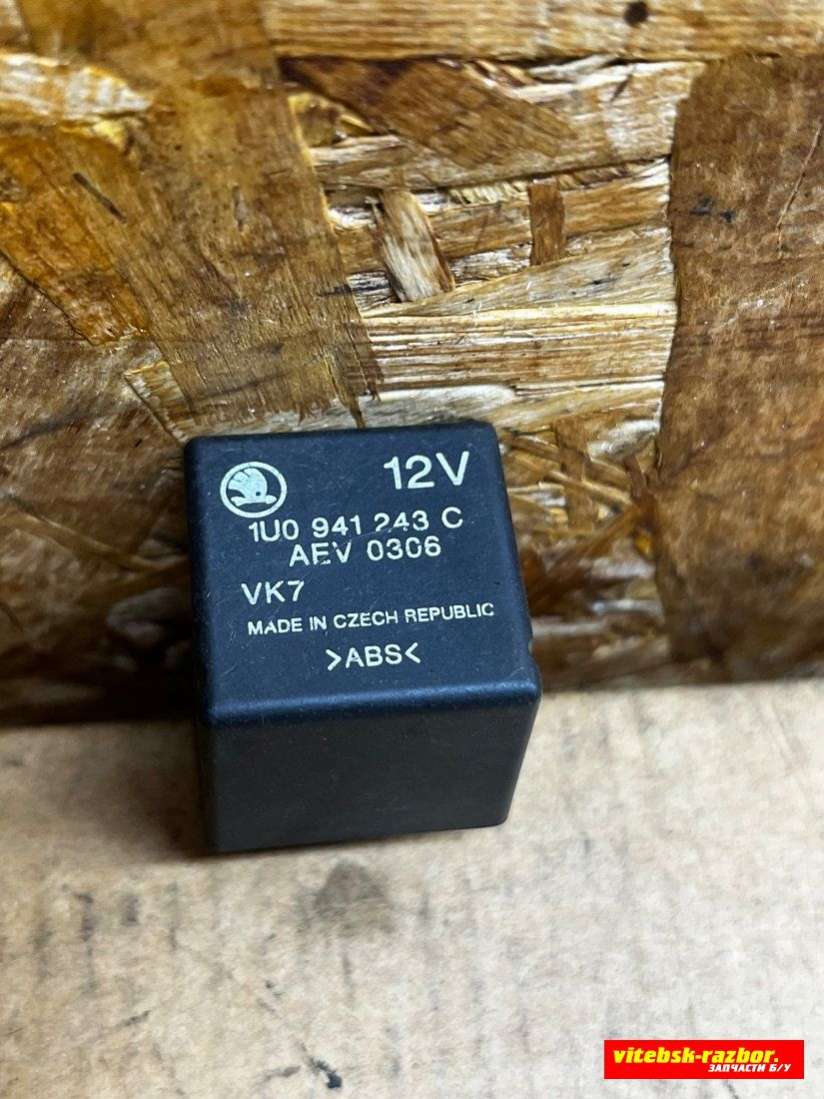 12V
1U0 941 243 C
AEV 0306
VK7
MADE IN CZECH REPUBLIC
>ABS<
vitebsk-razbor.
ЗАПЧАСТИ Б/У